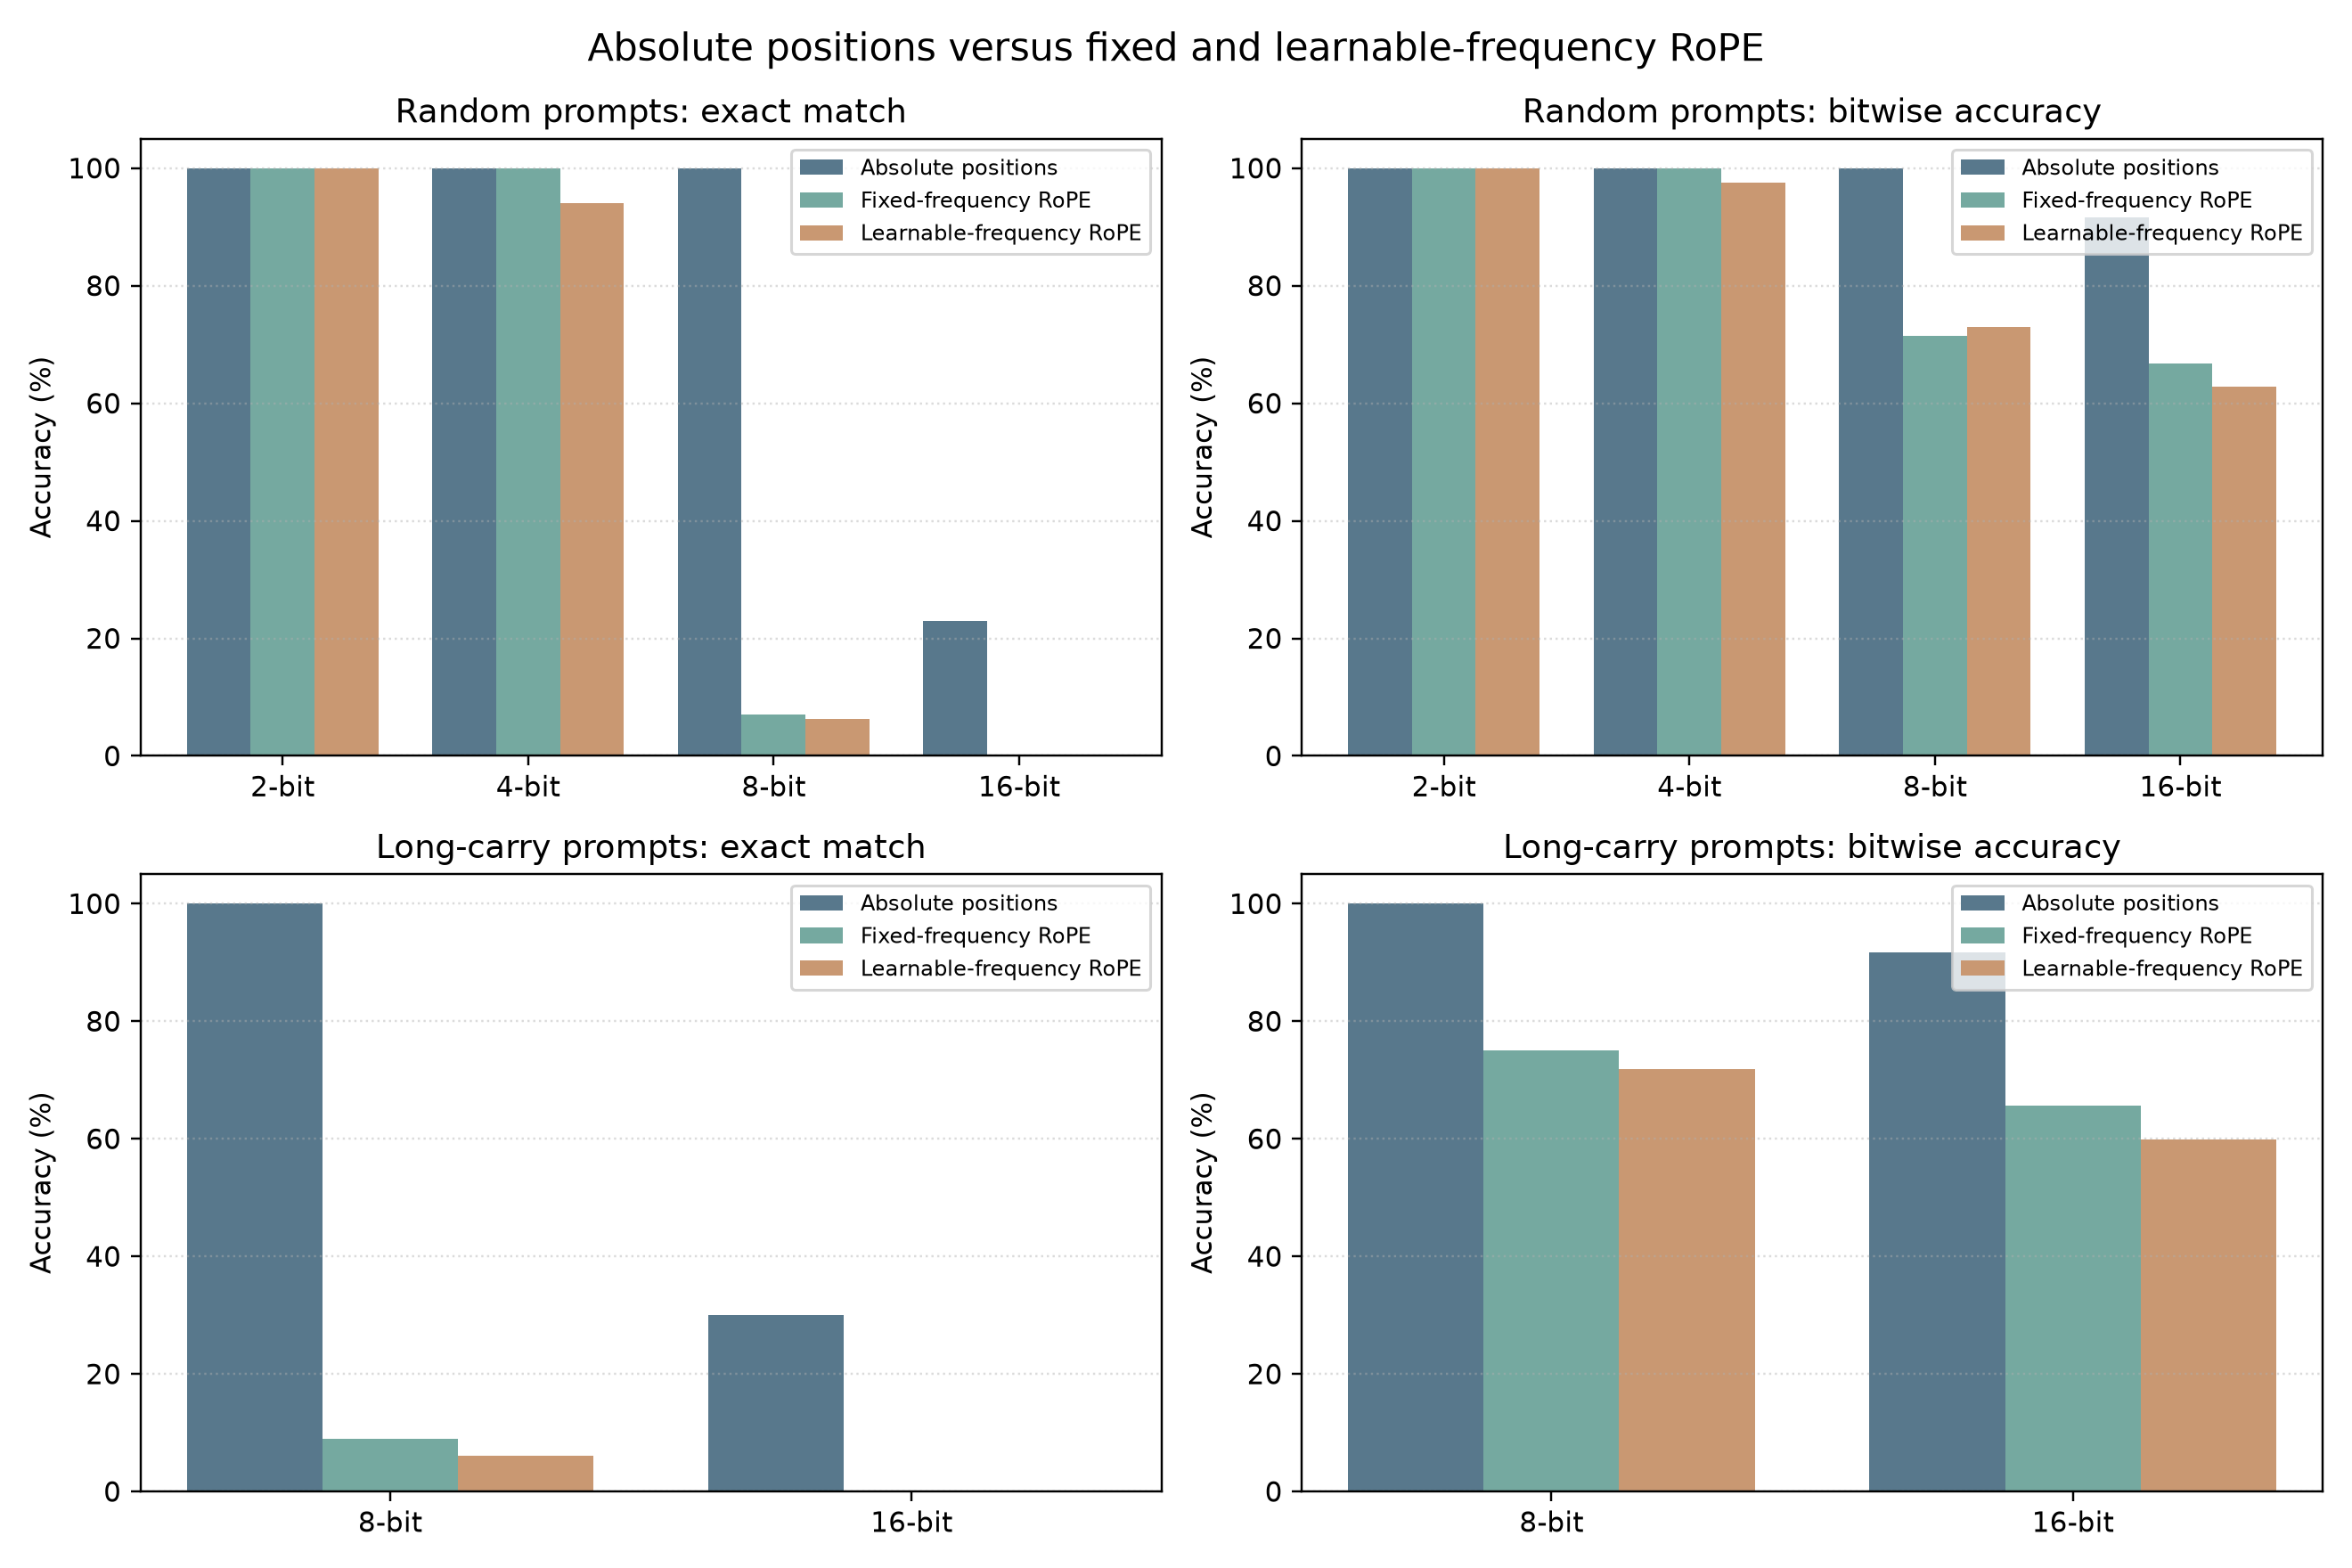 Absolute positions versus fixed and learnable-frequency RoPE
Random prompts: exact match
Accuracy (%)
100
80
60
40
20
0
2-bit
4-bit
8-bit
16-bit
Absolute positions
Fixed-frequency RoPE
Learnable-frequency RoPE
Random prompts: bitwise accuracy
Accuracy (%)
100
80
60
40
20
0
2-bit
4-bit
8-bit
16-bit
Absolute positions
Fixed-frequency RoPE
Learnable-frequency RoPE
Long-carry prompts: exact match
Accuracy (%)
100
80
60
40
20
0
8-bit
16-bit
Absolute positions
Fixed-frequency RoPE
Learnable-frequency RoPE
Long-carry prompts: bitwise accuracy
Accuracy (%)
100
80
60
40
20
0
8-bit
16-bit
Absolute positions
Fixed-frequency RoPE
Learnable-frequency RoPE